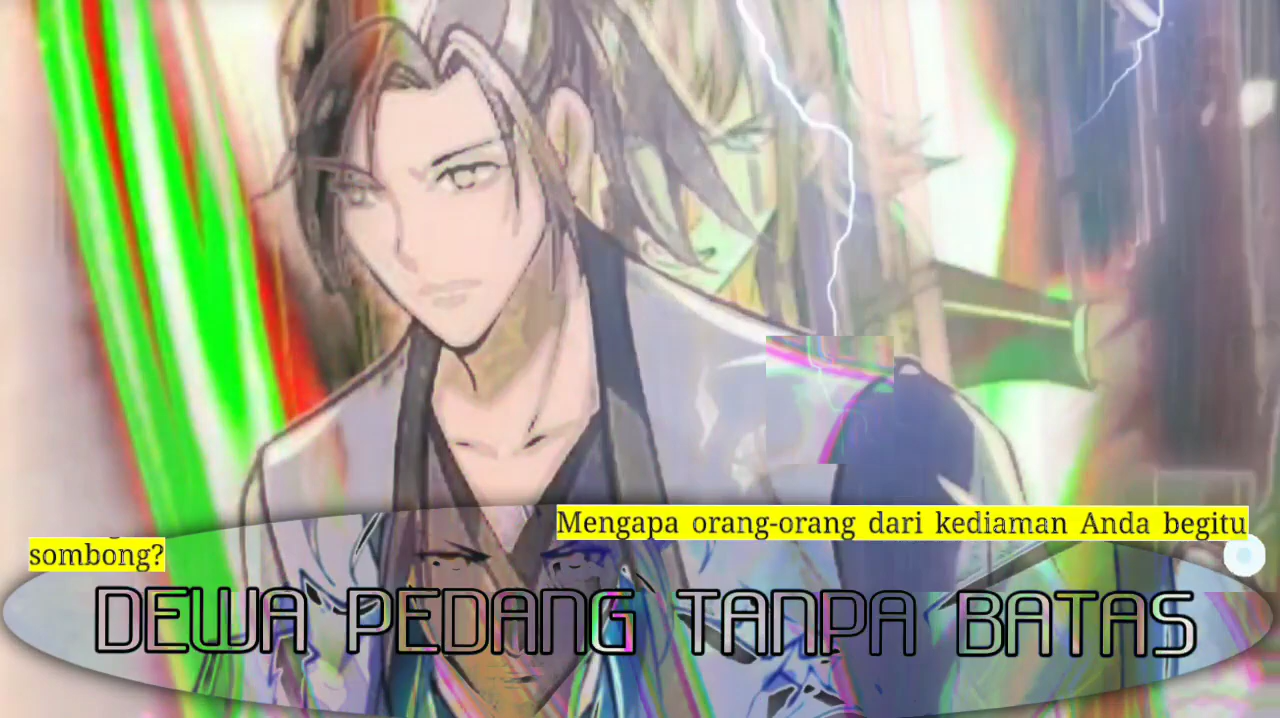 Mengapa orang-orang dari kediaman Anda begitu
sombong?
DEWA PEDANG TANPA BATAS